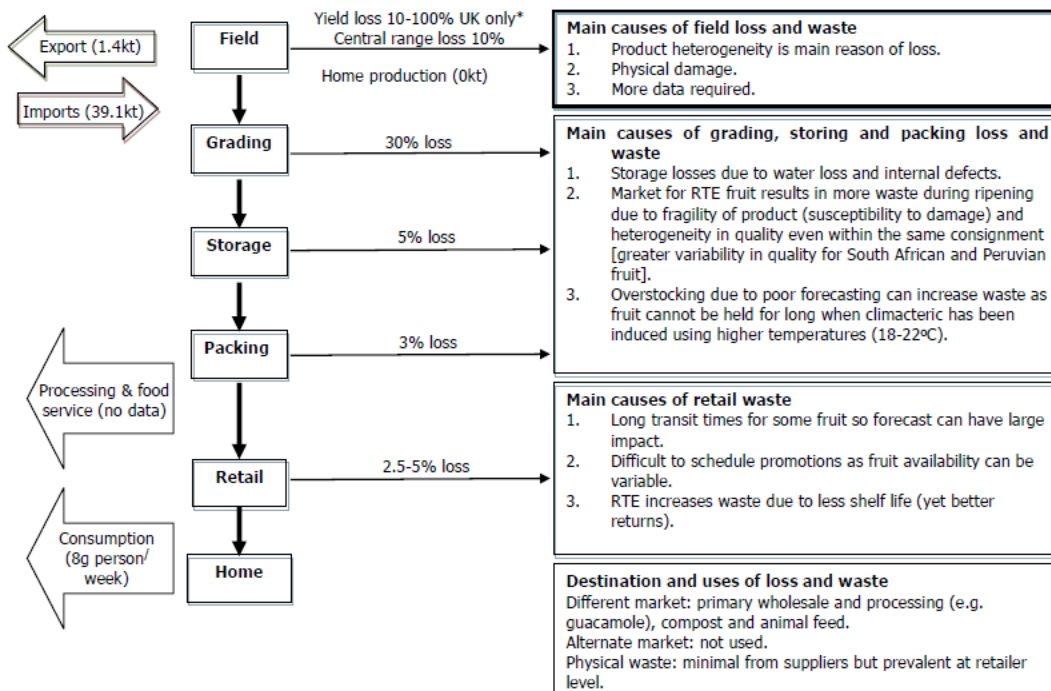 Export (1.4kt)
Imports (39.1kt)
Field
Yield loss 10-100% UK only*
Central range loss 10%
Home production (0kt)
Main causes of field loss and waste
1. Product heterogeneity is main reason of loss.
2. Physical damage.
3. More data required.
Grading
30% loss
Main causes of grading, storing and packing loss and
waste
1. Storage losses due to water loss and internal defects.
2. Market for RTE fruit results in more waste during ripening
due to fragility of product (susceptibility to damage) and
heterogeneity in quality even within the same consignment
[greater variability in quality for South African and Peruvian
fruit].
3. Overstocking due to poor forecasting can increase waste as
fruit cannot be held for long when climacteric has been
induced using higher temperatures (18-22ºC).
Storage
5% loss
Packing
3% loss
Processing & food
service (no data)
Retail
2.5-5% loss
Main causes of retail waste
1. Long transit times for some fruit so forecast can have large
impact.
2. Difficult to schedule promotions as fruit availability can be
variable.
3. RTE increases waste due to less shelf life (yet better
returns).
Consumption
(8g person/
week)
Home
Destination and uses of loss and waste
Different market: primary wholesale and processing (e.g.
guacamole), compost and animal feed.
Alternate market: not used.
Physical waste: minimal from suppliers but prevalent at retailer
level.